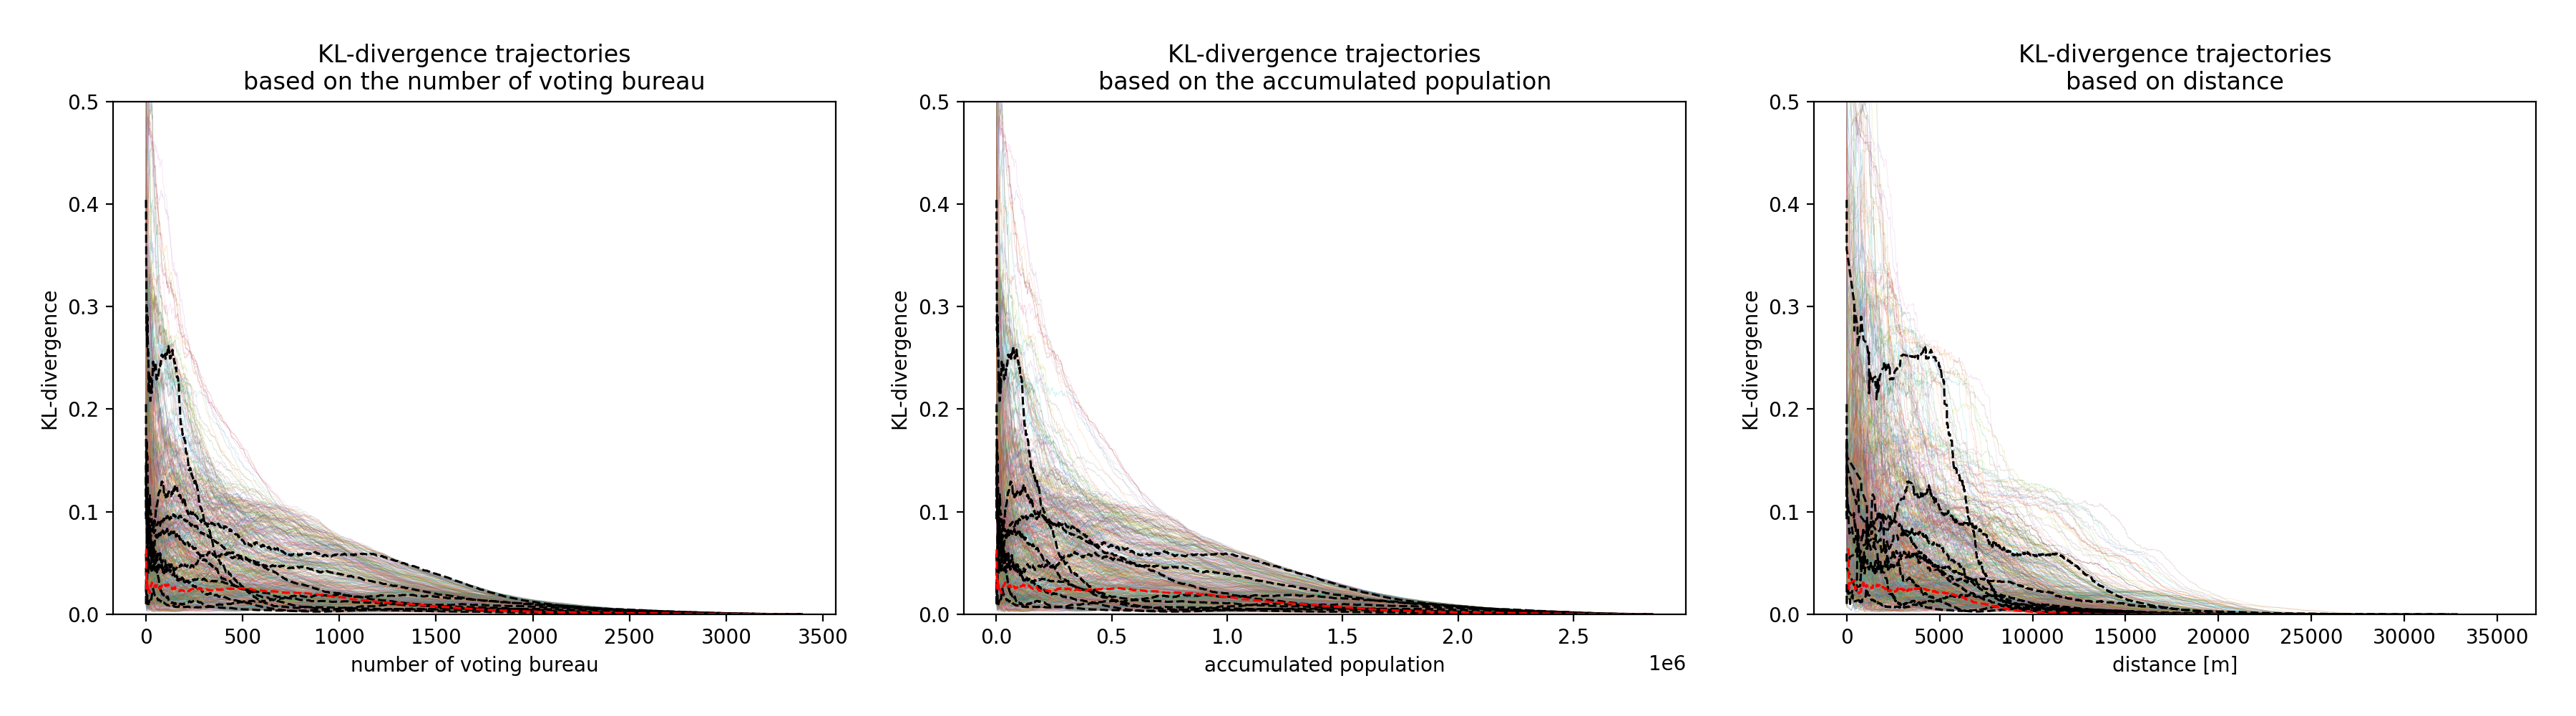 KL-divergence trajectories
based on the number of voting bureau
0.5
0.4
0.3
0.2
0.1
0.0
KL-divergence
0 500 1000 1500 2000 2500 3000 3500
number of voting bureau
KL-divergence trajectories
based on the accumulated population
0.5
0.4
0.3
0.2
0.1
0.0
KL-divergence
0.0 0.5 1.0 1.5 2.0 2.5
1e6
accumulated population
KL-divergence trajectories
based on distance
0.5
0.4
0.3
0.2
0.1
0.0
KL-divergence
0 5000 10000 15000 20000 25000 30000 35000
distance [m]